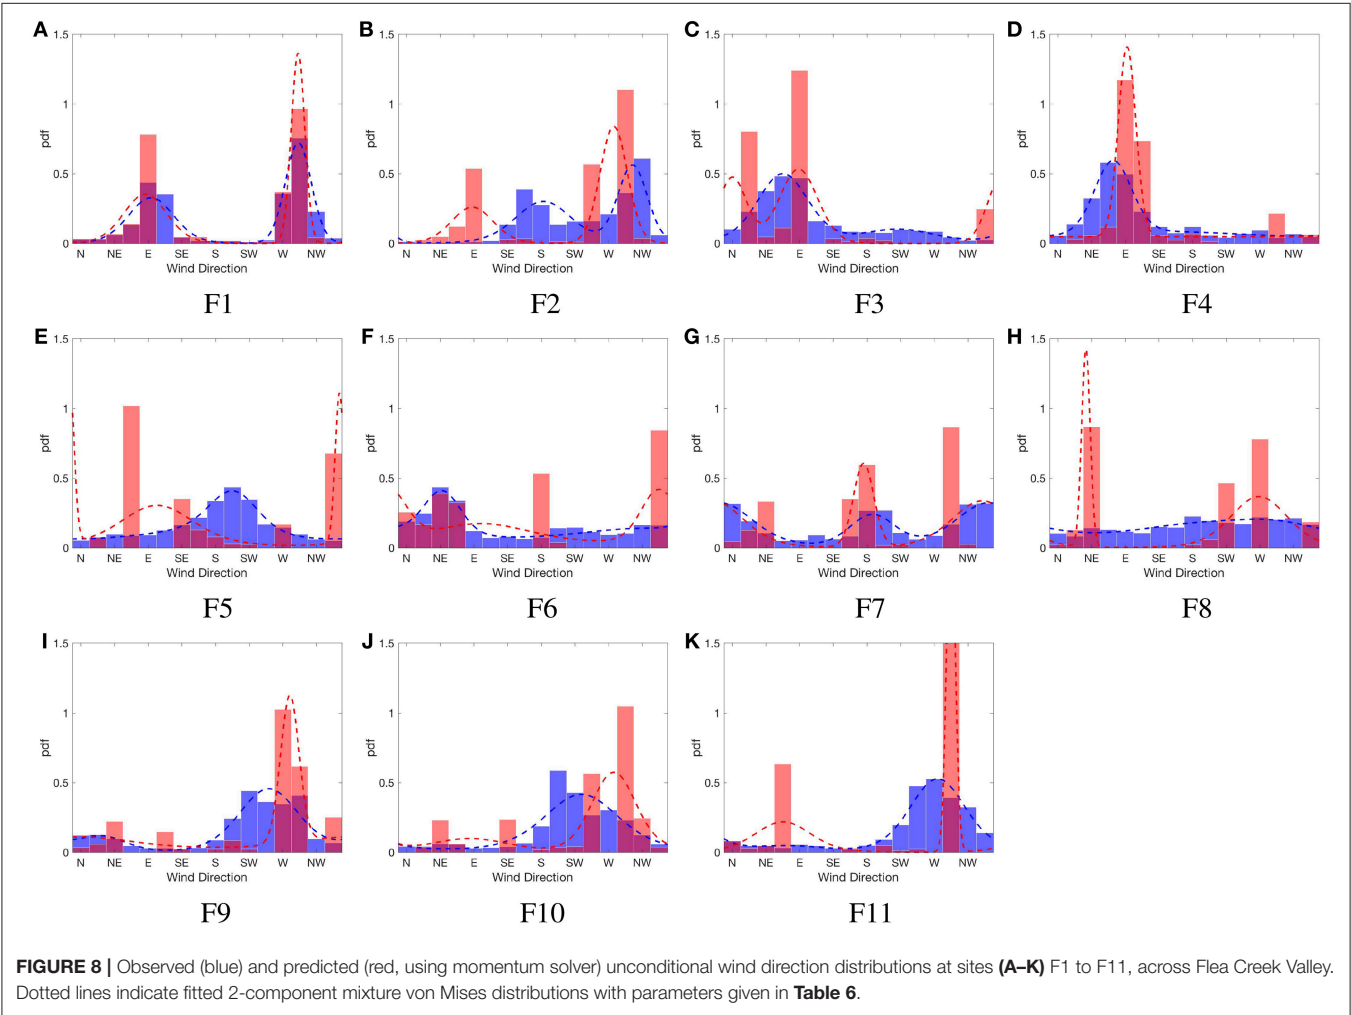 A B C D
1.5 1.5 1.5 1.5
1 1 1 1
pdf pdf pdf pdf
0.5 0.5 0.5 0.5
0 0 0 0
N NE E SE S SW W NW N NE E SE S SW W NW N NE E SE S SW W NW N NE E SE S SW W NW
Wind Direction Wind Direction Wind Direction Wind Direction
F1 F2 F3 F4
E F G H
1.5 1.5 1.5 1.5
1 1 1 1
pdf pdf pdf pdf
0.5 0.5 0.5 0.5
0 0 0 0
N NE E SE S SW W NW N NE E SE S SW W NW N NE E SE S SW W NW N NE E SE S SW W NW
Wind Direction Wind Direction Wind Direction Wind Direction
F5 F6 F7 F8
I J K
1.5 1.5 1.5
1 1 1
pdf pdf pdf
0.5 0.5 0.5
0 0 0
N NE E SE S SW W NW N NE E SE S SW W NW N NE E SE SW W NW
Wind Direction Wind Direction Wind Direction
F9 F10 F11
FIGURE 8 | Observed (blue) and predicted (red, using momentum solver) unconditional wind direction distributions at sites (A–K) F1 to F11, across Flea Creek Valley.
Dotted lines indicate fitted 2-component mixture von Mises distributions with parameters given in Table 6.